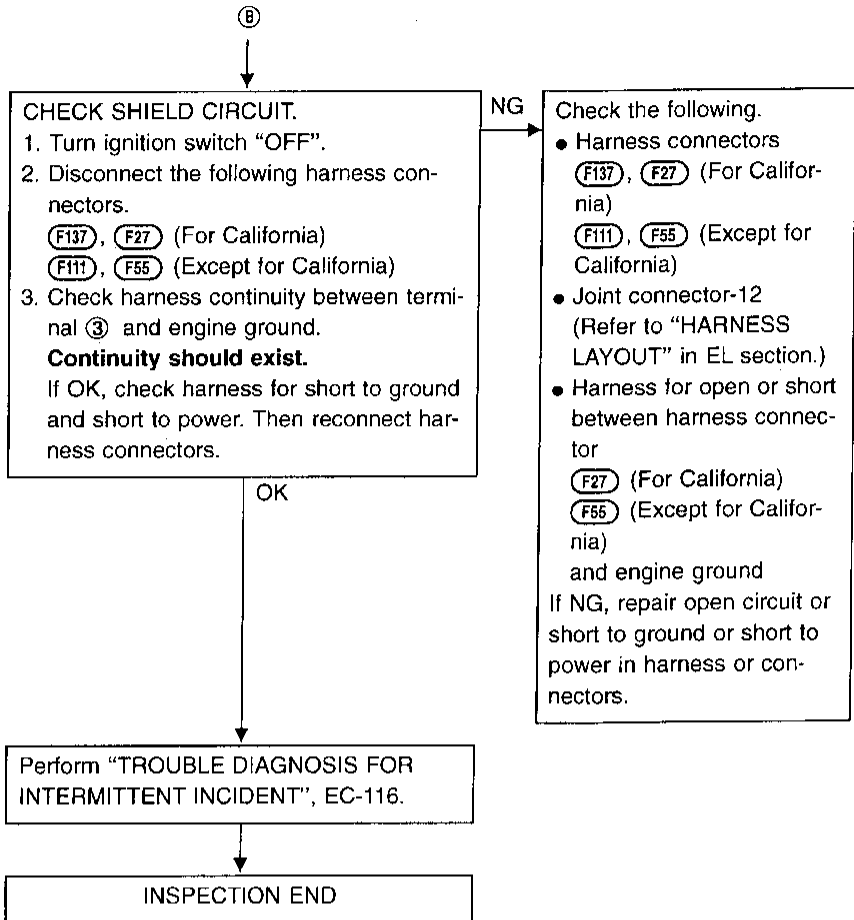 Ⓑ
CHECK SHIELD CIRCUIT.
1. Turn ignition switch “OFF”.
2. Disconnect the following harness con-
nectors.
F137, F27 (For California)
F111, F55 (Except for California)
3. Check harness continuity between termi-
nal ③ and engine ground.
Continuity should exist.
If OK, check harness for short to ground
and short to power. Then reconnect har-
ness connectors.
NG
Check the following.
● Harness connectors
F137, F27 (For Califor-
nia)
F111, F55 (Except for
California)
● Joint connector-12
(Refer to “HARNESS
LAYOUT” in EL section.)
● Harness for open or short
between harness connec-
tor
F27 (For California)
F55 (Except for Califor-
nia)
and engine ground
If NG, repair open circuit or
short to ground or short to
power in harness or con-
nectors.
OK
Perform “TROUBLE DIAGNOSIS FOR
INTERMITTENT INCIDENT”, EC-116.
INSPECTION END